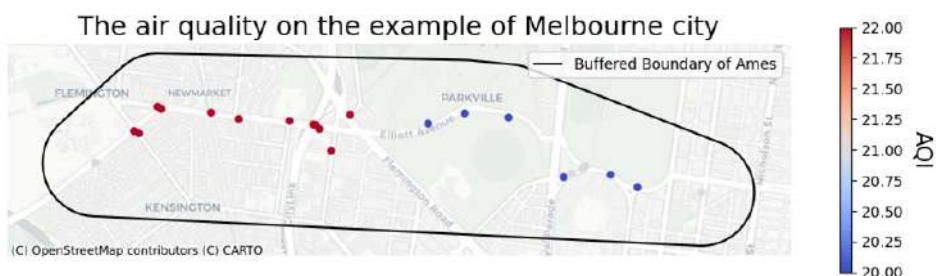 The air quality on the example of Melbourne city
Buffered Boundary of Ames
FLEMINGTON
NEWMARKET
PARKVILLE
Elliott Avenue
Flemington Road
Nicholson St
KENSINGTON
(C) OpenStreetMap contributors (C) CARTO
22.00
21.75
21.50
21.25
21.00
20.75
20.50
20.25
20.00
AQI